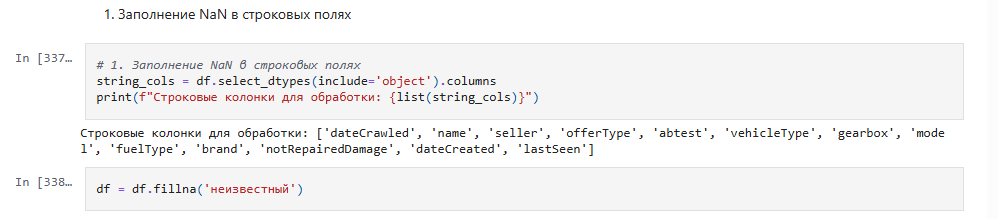 1. Заполнение NaN в строковых полях
In [337…
# 1. Заполнение NaN в строковых полях
string_cols = df.select_dtypes(include='object').columns
print(f"Строковые колонки для обработки: {list(string_cols)}")
Строковые колонки для обработки: ['dateCrawled', 'name', 'seller', 'offerType', 'abtest', 'vehicleType', 'gearbox', 'mode
l', 'fuelType', 'brand', 'notRepairedDamage', 'dateCreated', 'lastSeen']
In [338…
df = df.fillna('неизвестный')